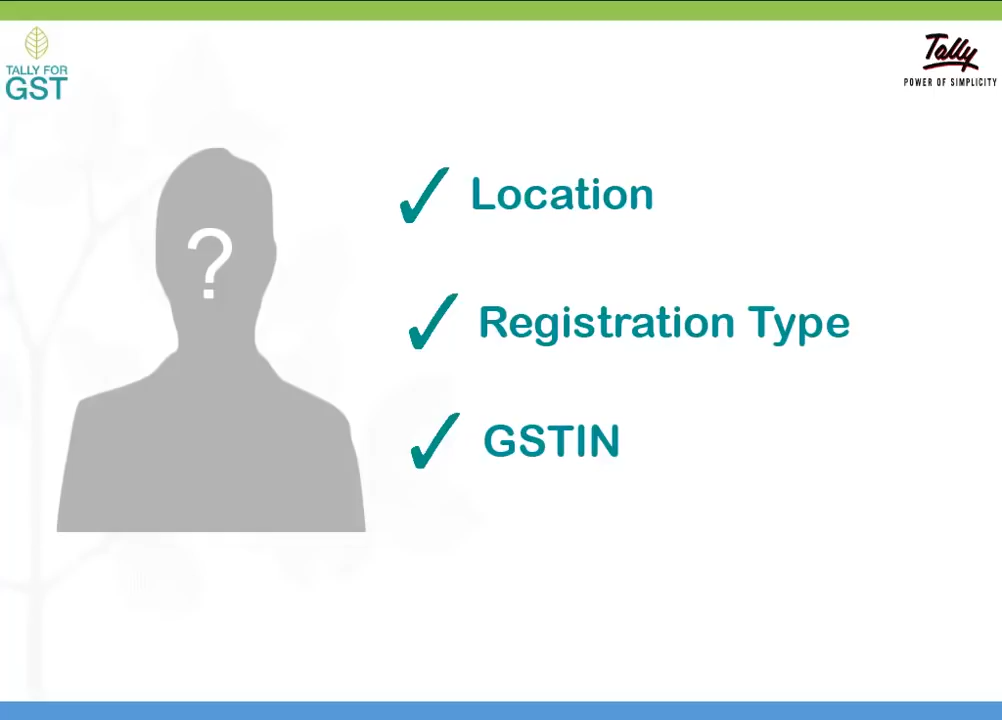 TALLY FOR
GST
Tally
POWER OF SIMPLICITY
?
✓ Location
✓ Registration Type
✓ GSTIN